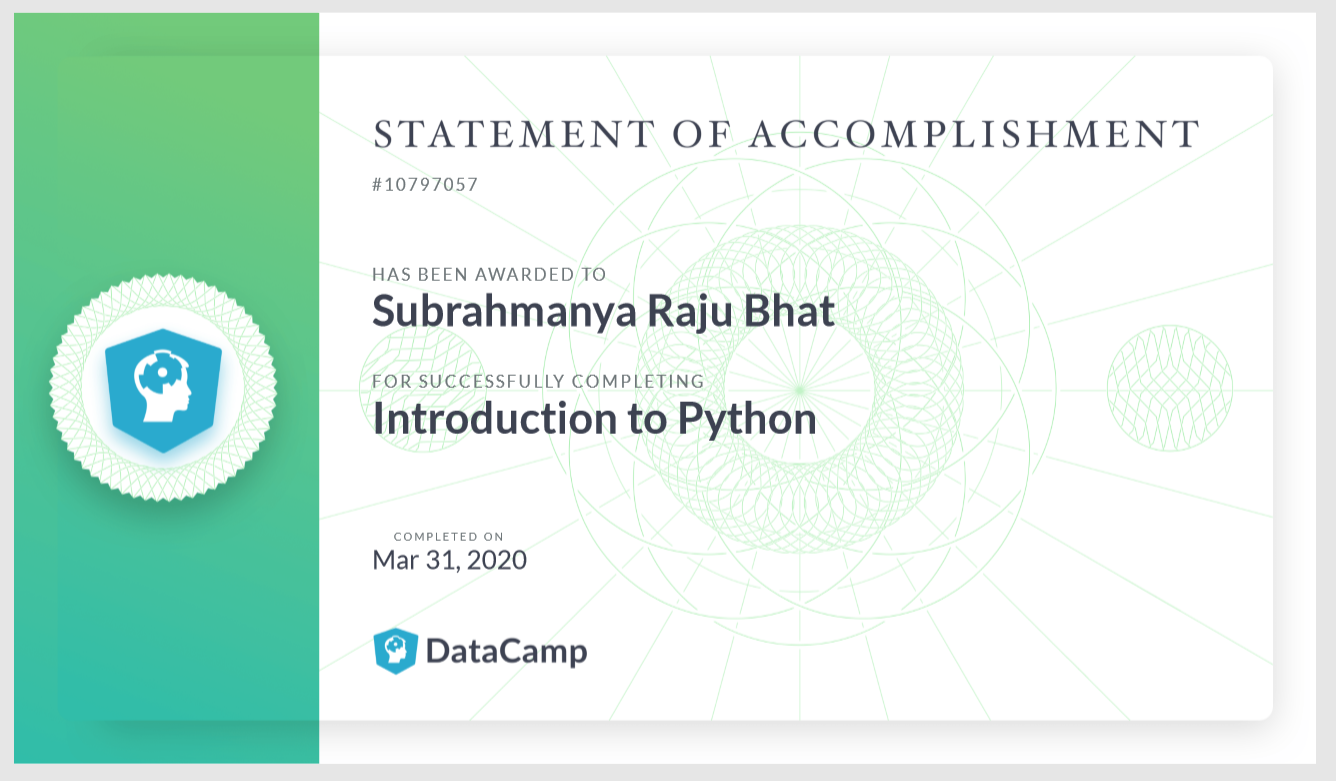 STATEMENT OF ACCOMPLISHMENT
#10797057
HAS BEEN AWARDED TO
Subrahmanya Raju Bhat
FOR SUCCESSFULLY COMPLETING
Introduction to Python
COMPLETED ON
Mar 31, 2020
DataCamp